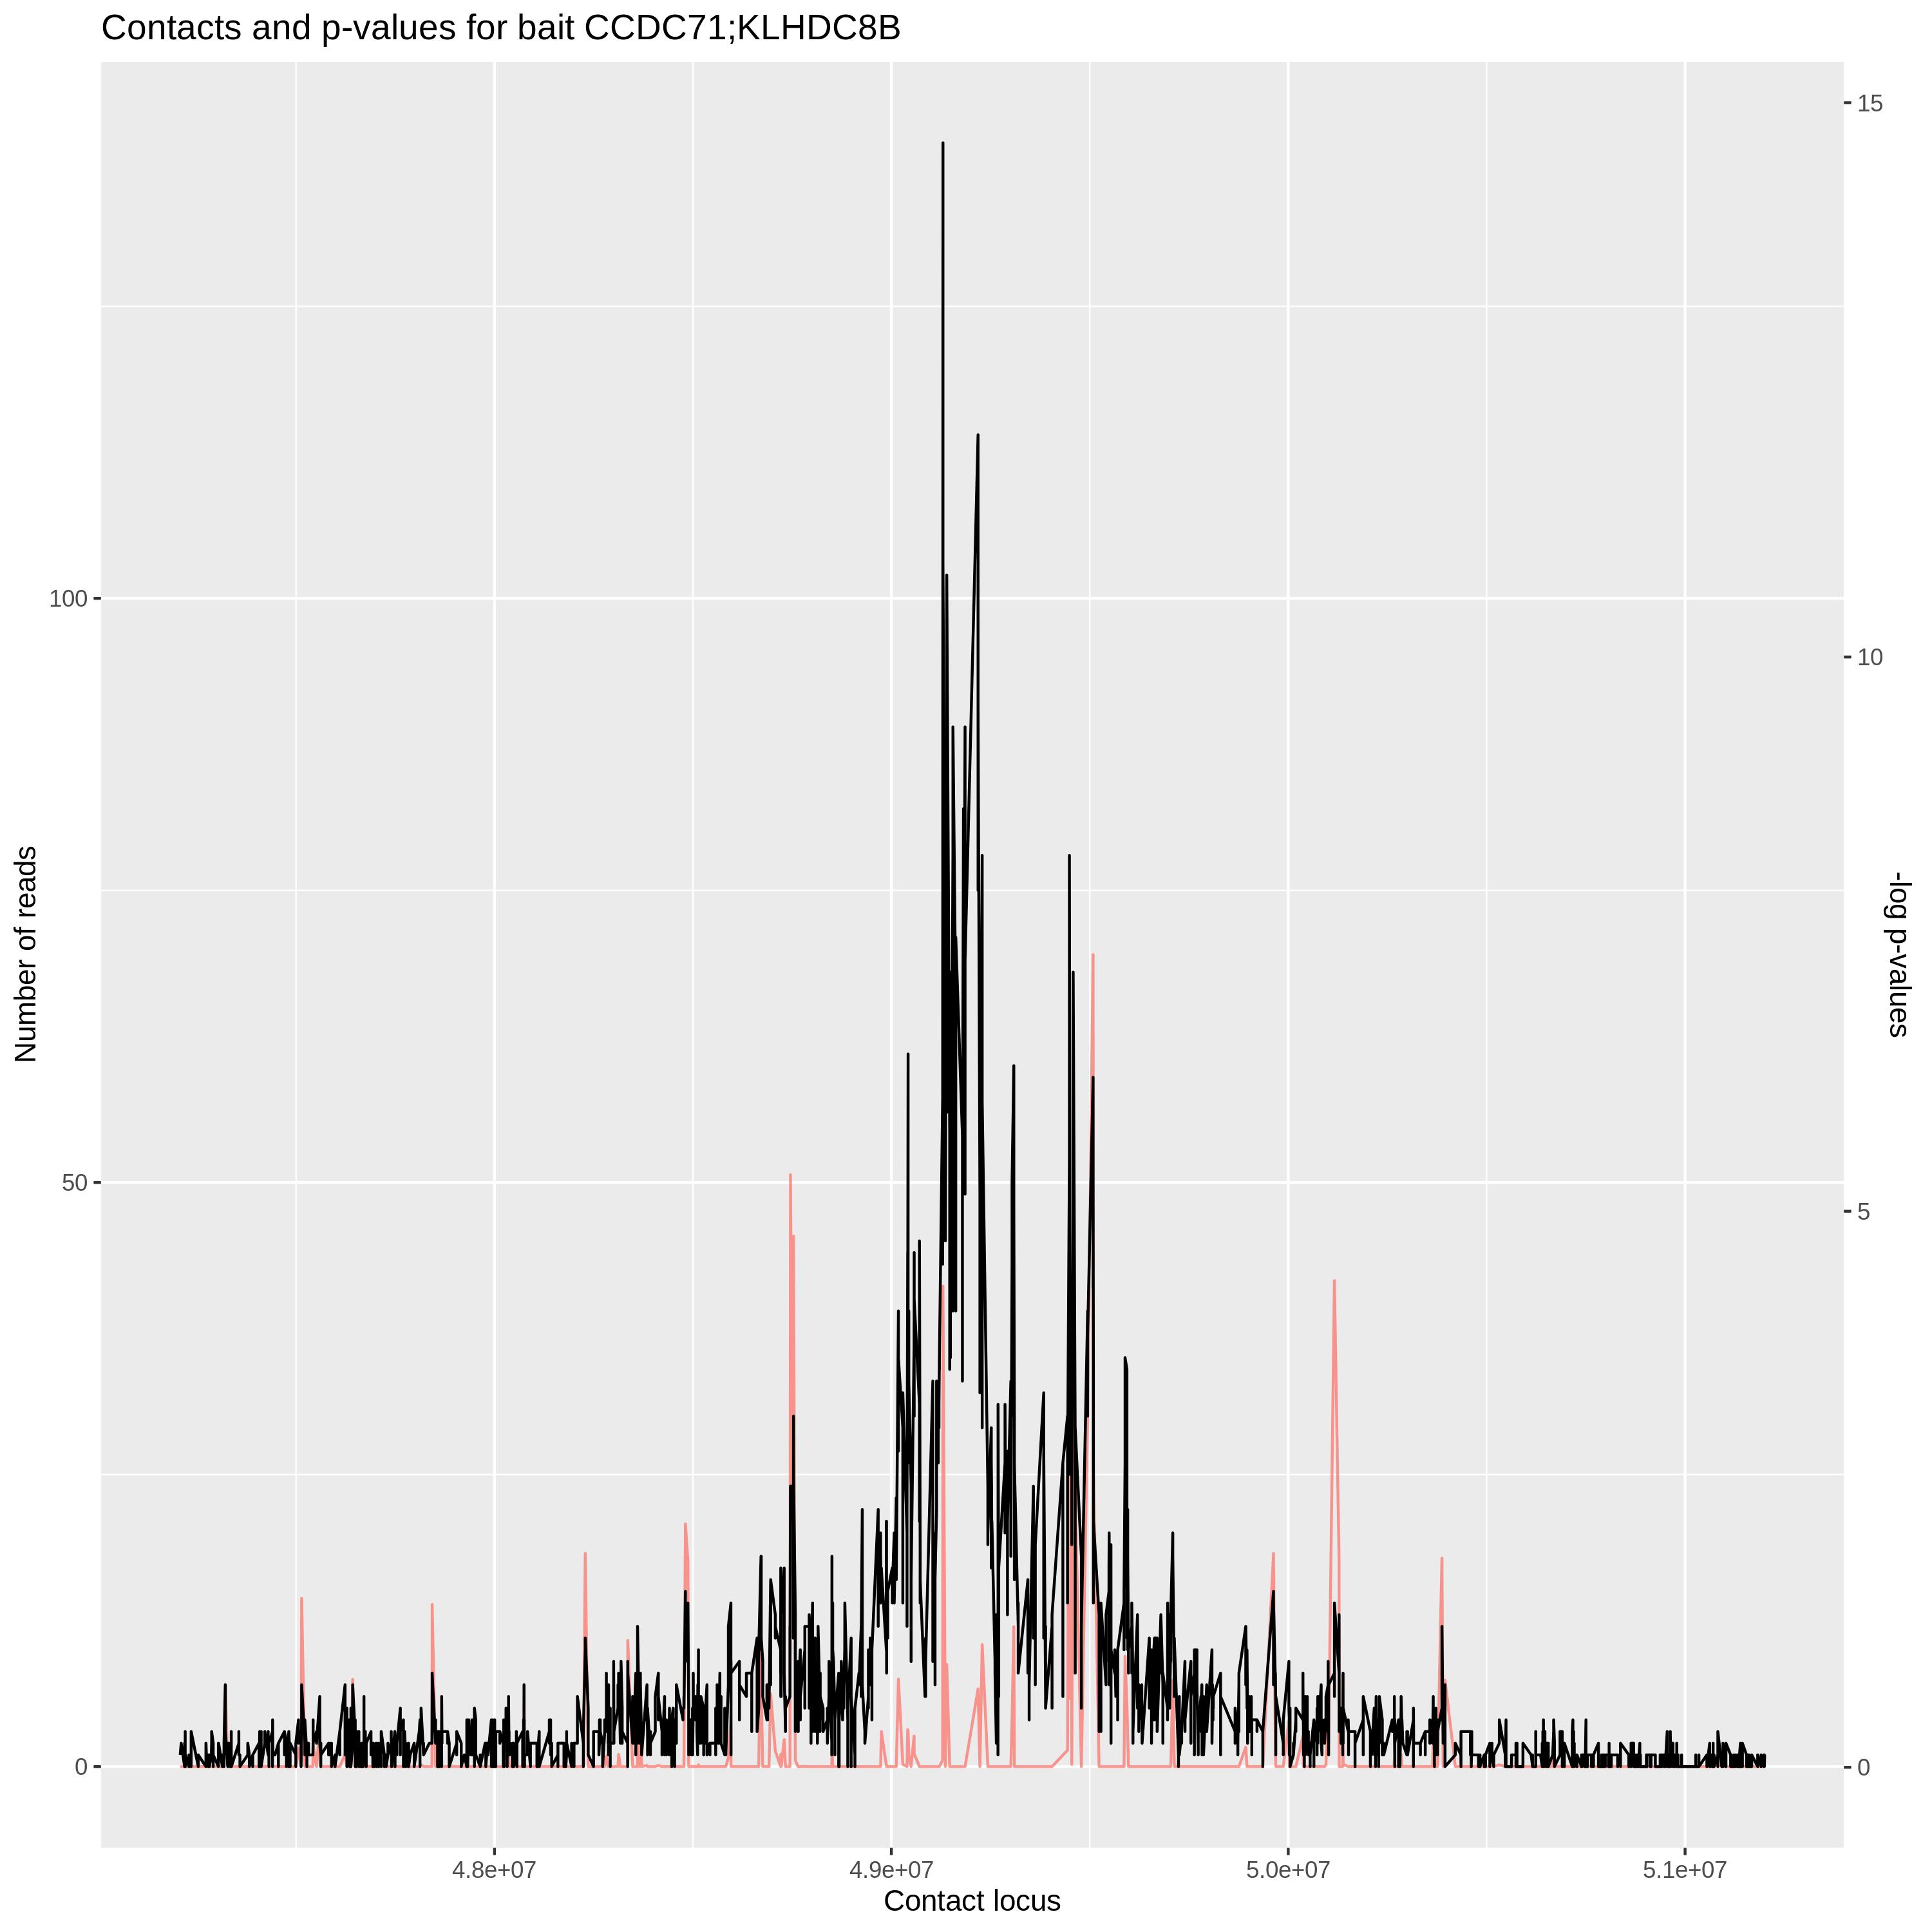 Contacts and p-values for bait CCDC71;KLHDC8B
15
100
10
Number of reads
-log p-values
50
5
0
0
4.8e+07
4.9e+07
5.0e+07
5.1e+07
Contact locus